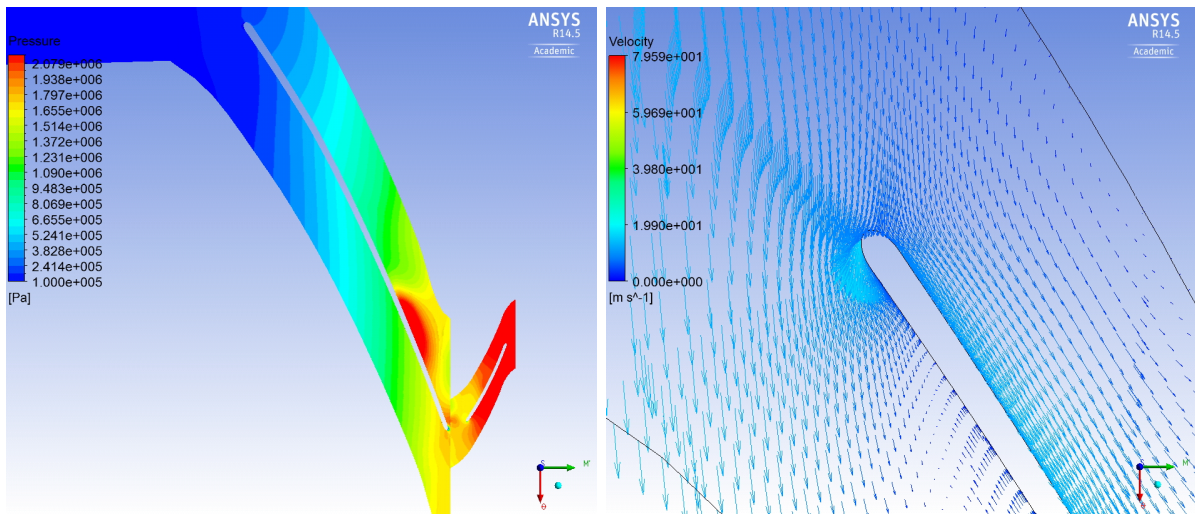 ANSYS
R14.5
Academic
Pressure
2.079e+006
1.938e+006
1.797e+006
1.655e+006
1.514e+006
1.372e+006
1.231e+006
1.090e+006
9.483e+005
8.069e+005
6.655e+005
5.241e+005
3.828e+005
2.414e+005
1.000e+005
[Pa]
S
M'
θ
ANSYS
R14.5
Academic
Velocity
7.959e+001
5.969e+001
3.980e+001
1.990e+001
0.000e+000
[m s^-1]
S
M'
θ